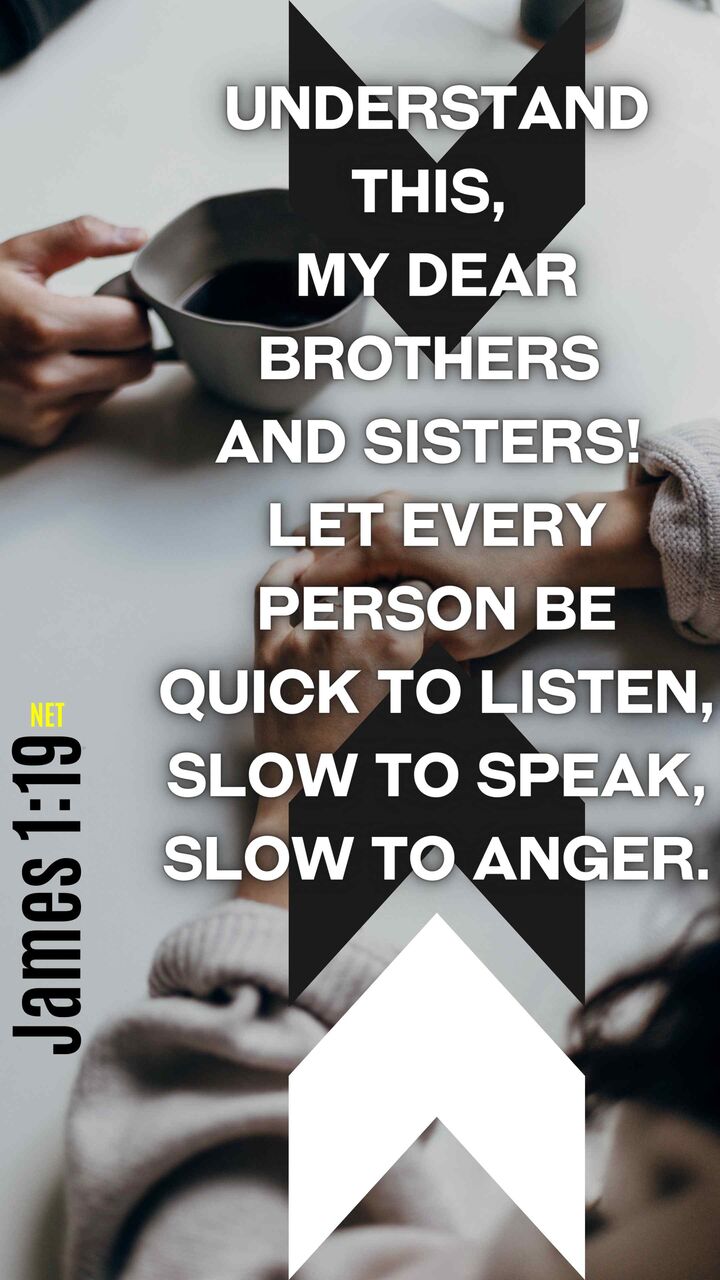 UNDERSTAND
THIS,
MY DEAR
BROTHERS
AND SISTERS!
LET EVERY
PERSON BE
QUICK TO LISTEN,
SLOW TO SPEAK,
SLOW TO ANGER.
James 1:19
NET